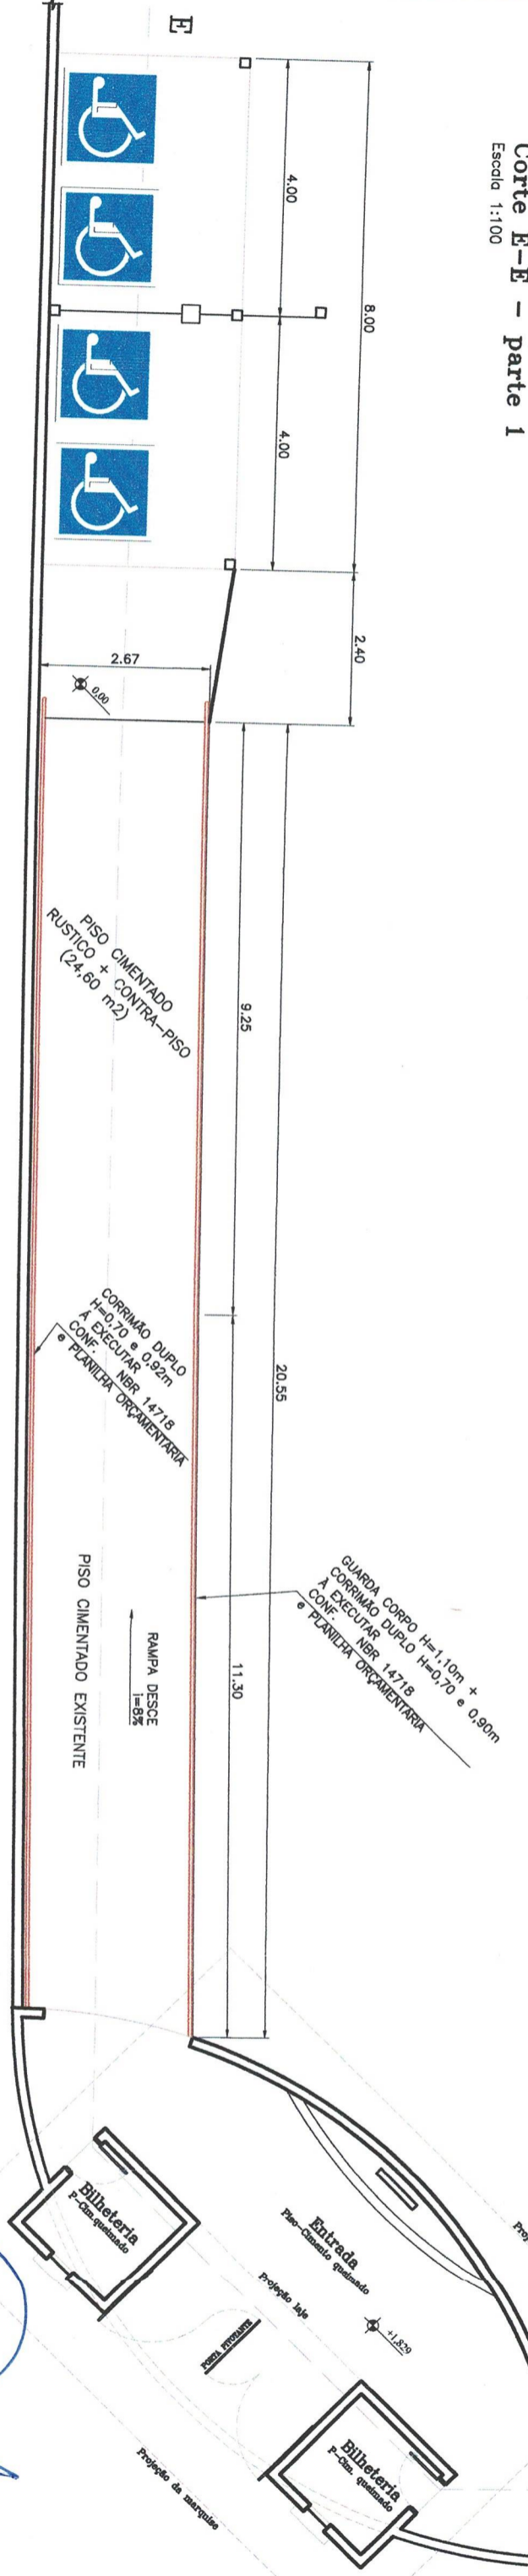 Corte E-E - parte 1
Escala 1:100
E
4.00
8.00
4.00
2.40
2.67
0,00
PISO CIMENTADO
RUSTICO + CONTRA-PISO
(24,60 m2)
9.25
20.55
CORRIMÃO DUPLO
H=0,70 e 0,92m
À EXECUTAR
CONF. NBR 14718
e PLANILHA ORÇAMENTÁRIA
GUARDA CORPO H=1,10m +
CORRIMÃO DUPLO H=0,70 e 0,90m
À EXECUTAR
CONF. NBR 14718
e PLANILHA ORÇAMENTÁRIA
PISO CIMENTADO EXISTENTE
RAMPA DESCE
i=8%
11.30
Bilheteria
P-Cim.queimado
Entrada
Piso-Cimento queimado
Projeção laje
PORTA PIVOTANTE
+1,829
Bilheteria
P-Cim. queimado
Projeção da marquise